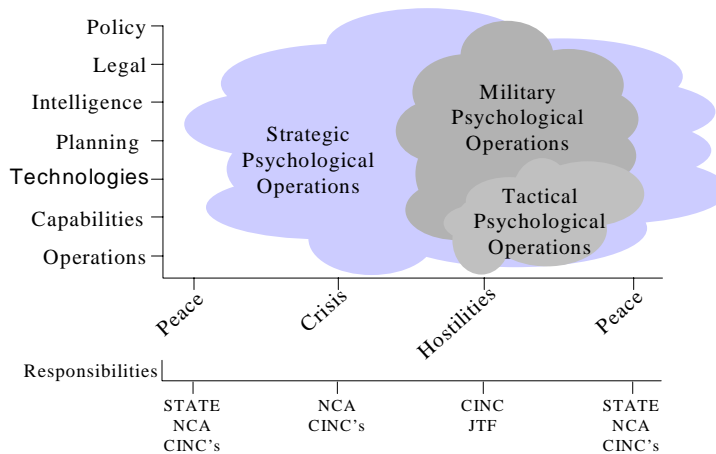 Policy
Legal
Intelligence
Planning
Technologies
Capabilities
Operations
Strategic
Psychological
Operations
Military
Psychological
Operations
Tactical
Psychological
Operations
Peace
Crisis
Hostilities
Peace
Responsibilities
STATE
NCA
CINC's
NCA
CINC's
CINC
JTF
STATE
NCA
CINC's